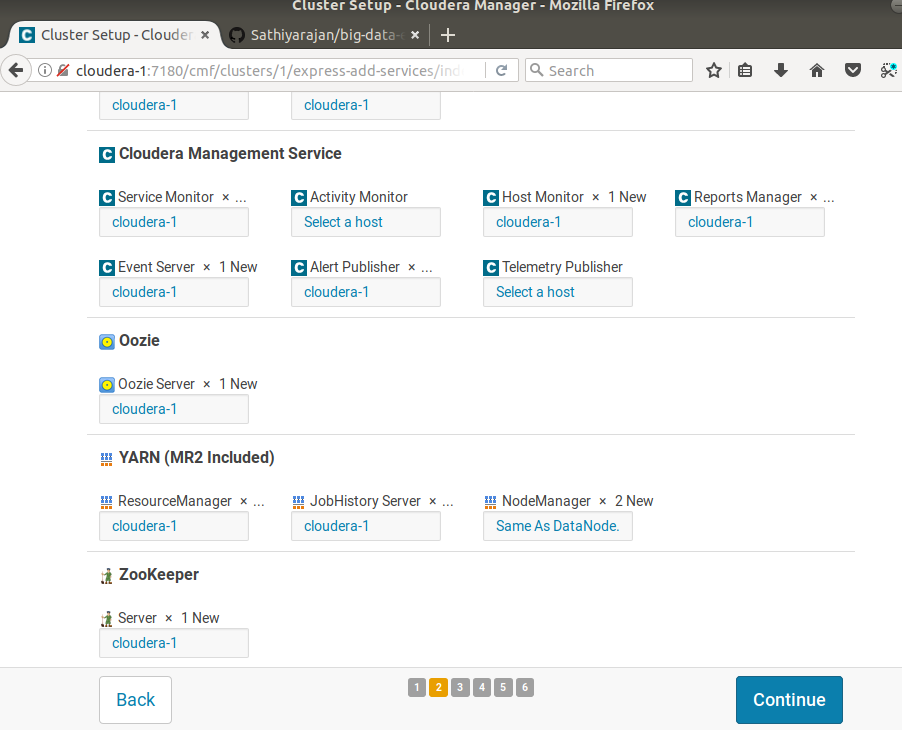 Cluster Setup - Cloudera Manager - Mozilla Firefox
Cluster Setup - Clouder × Sathiyarajan/big-data- ×
cloudera-1:7180/cmf/clusters/1/express-add-services/ind Search
cloudera-1 cloudera-1
Cloudera Management Service
Service Monitor × ... Activity Monitor Host Monitor × 1 New Reports Manager × ...
cloudera-1 Select a host cloudera-1 cloudera-1
Event Server × 1 New Alert Publisher × ... Telemetry Publisher
cloudera-1 cloudera-1 Select a host
Oozie
Oozie Server × 1 New
cloudera-1
YARN (MR2 Included)
ResourceManager × ... JobHistory Server × ... NodeManager × 2 New
cloudera-1 cloudera-1 Same As DataNode.
ZooKeeper
Server × 1 New
cloudera-1
Back 1 2 3 4 5 6 Continue